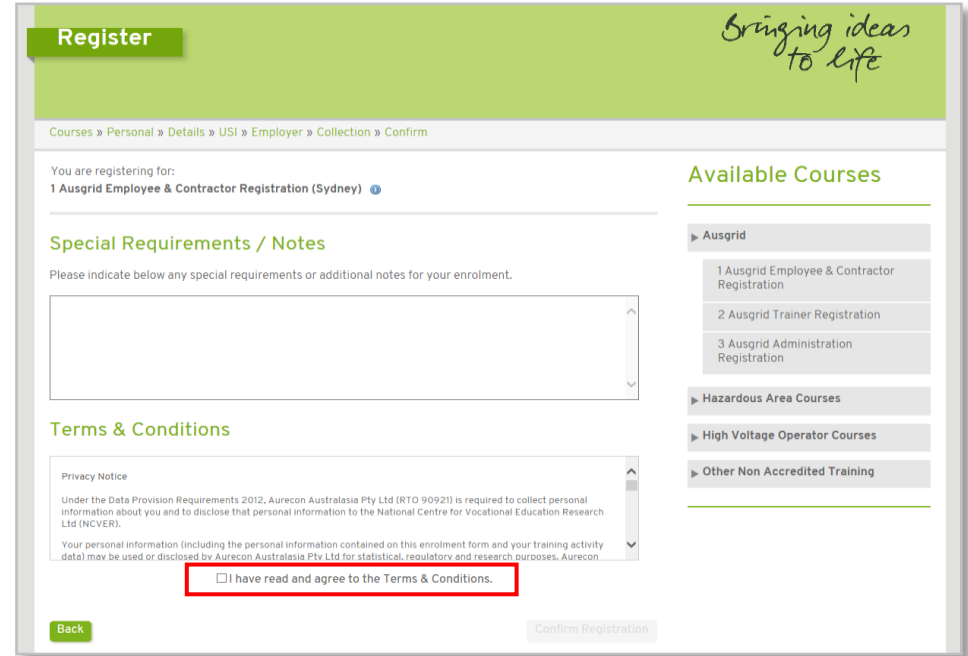 Register
Bringing ideas
to life
Courses » Personal » Details » USI » Employer » Collection » Confirm
You are registering for:
1 Ausgrid Employee & Contractor Registration (Sydney)
Special Requirements / Notes
Please indicate below any special requirements or additional notes for your enrolment.
Terms & Conditions
Privacy Notice
Under the Data Provision Requirements 2012, Aurecon Australasia Pty Ltd (RTO 90921) is required to collect personal
information about you and to disclose that personal information to the National Centre for Vocational Education Research
Ltd (NCVER).
Your personal information (including the personal information contained on this enrolment form and your training activity
data) may be used or disclosed by Aurecon Australasia Pty Ltd for statistical, regulatory and research purposes. Aurecon
I have read and agree to the Terms & Conditions.
Back
Confirm Registration
Available Courses
Ausgrid
1 Ausgrid Employee & Contractor
Registration
2 Ausgrid Trainer Registration
3 Ausgrid Administration
Registration
Hazardous Area Courses
High Voltage Operator Courses
Other Non Accredited Training